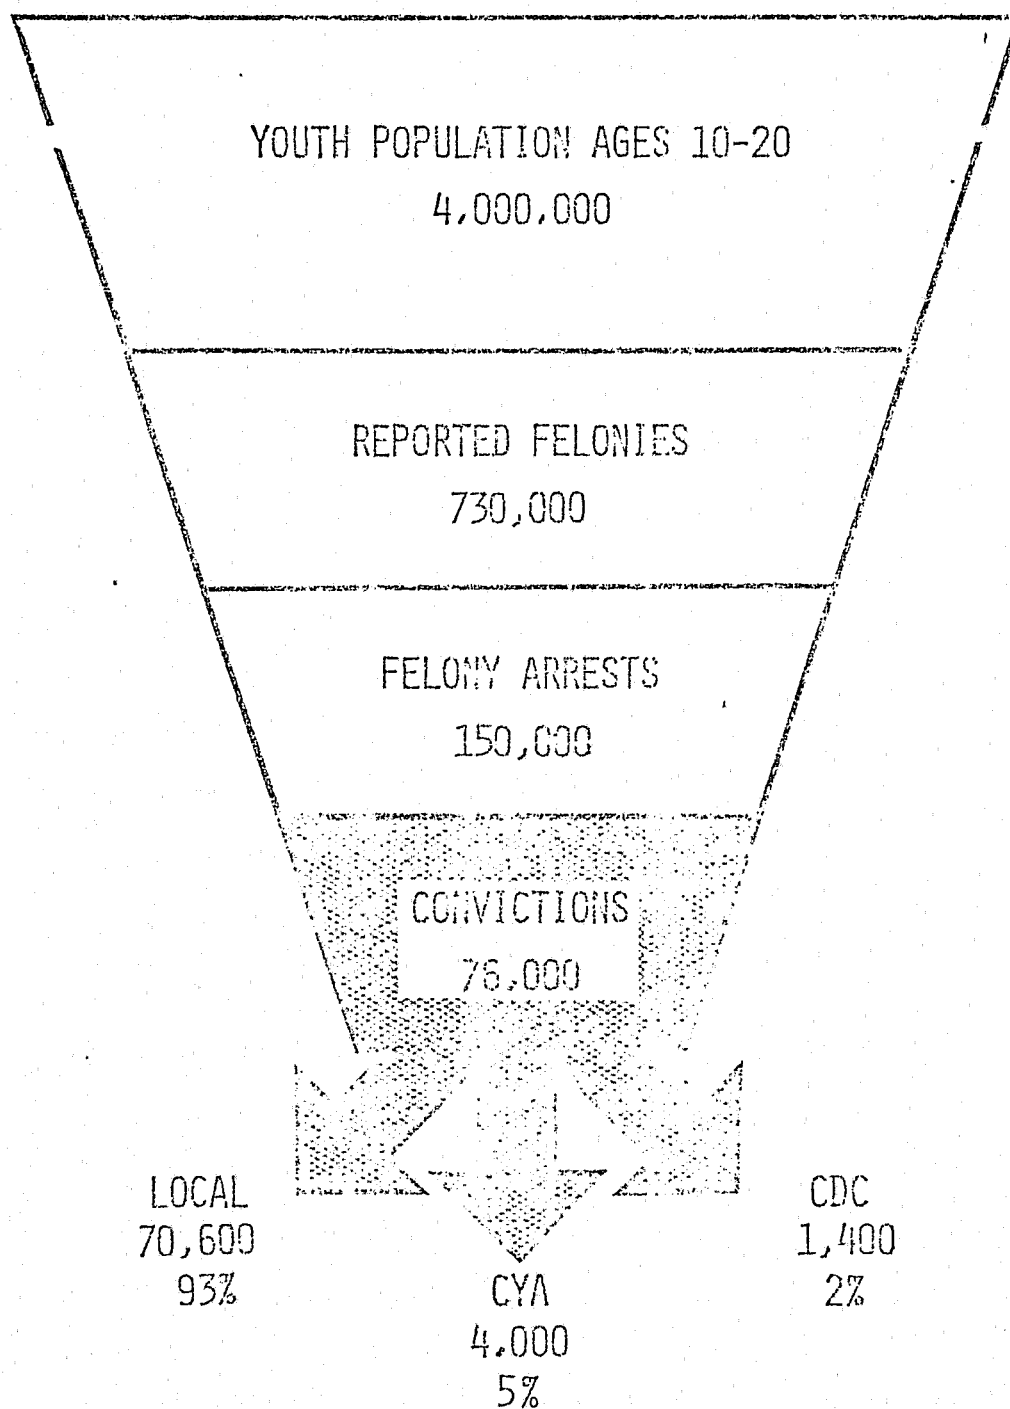 YOUTH POPULATION AGES 10-20
4,000,000
REPORTED FELONIES
730,000
FELONY ARRESTS
150,000
CONVICTIONS
76,000
LOCAL
70,600
93%
CYA
4,000
5%
CDC
1,400
2%